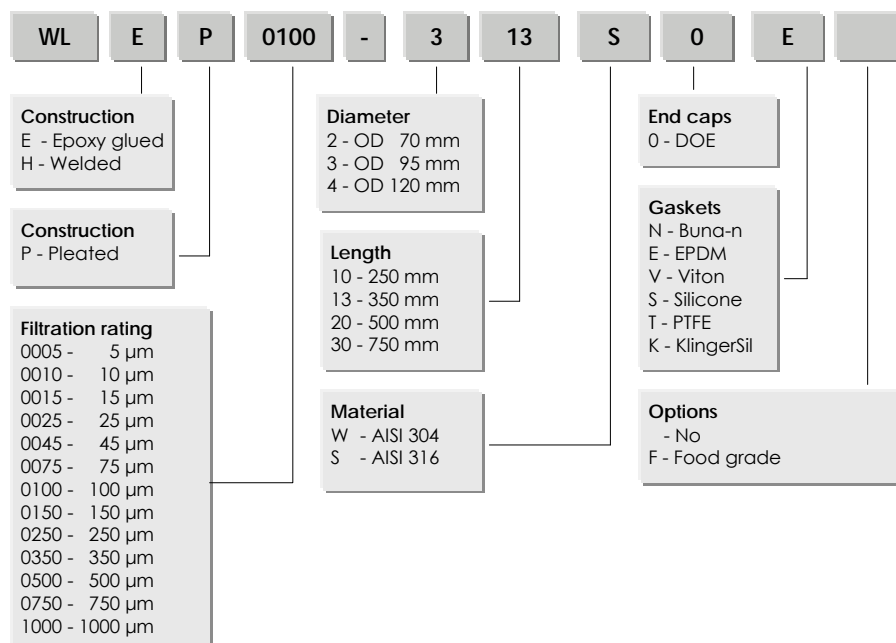 WL E P 0100 - 3 13 S 0 E
Construction
E - Epoxy glued
H - Welded
Construction
P - Pleated
Filtration rating
0005 - 5 µm
0010 - 10 µm
0015 - 15 µm
0025 - 25 µm
0045 - 45 µm
0075 - 75 µm
0100 - 100 µm
0150 - 150 µm
0250 - 250 µm
0350 - 350 µm
0500 - 500 µm
0750 - 750 µm
1000 - 1000 µm
Diameter
2 - OD 70 mm
3 - OD 95 mm
4 - OD 120 mm
Length
10 - 250 mm
13 - 350 mm
20 - 500 mm
30 - 750 mm
Material
W - AISI 304
S - AISI 316
End caps
0 - DOE
Gaskets
N - Buna-n
E - EPDM
V - Viton
S - Silicone
T - PTFE
K - KlingerSil
Options
- No
F - Food grade